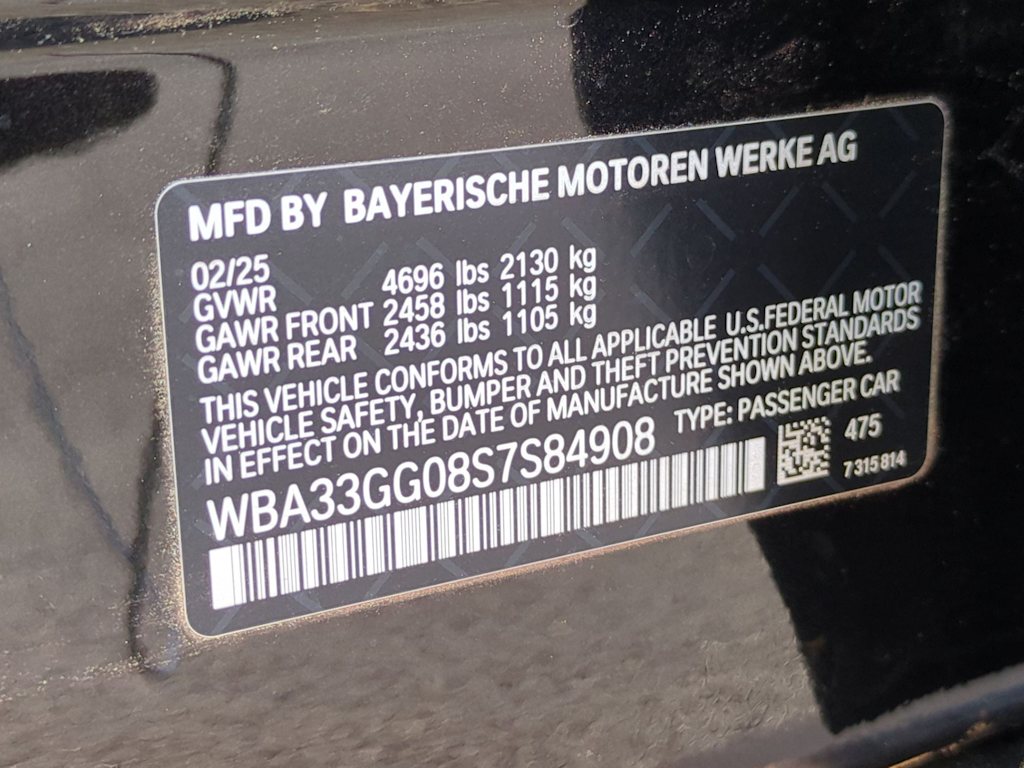 MFD BY BAYERISCHE MOTOREN WERKE AG
02/25
GVWR 4696 lbs 2130 kg
GAWR FRONT 2458 lbs 1115 kg
GAWR REAR 2436 lbs 1105 kg
THIS VEHICLE CONFORMS TO ALL APPLICABLE U.S.FEDERAL MOTOR
VEHICLE SAFETY, BUMPER AND THEFT PREVENTION STANDARDS
IN EFFECT ON THE DATE OF MANUFACTURE SHOWN ABOVE.
WBA33GG08S7S84908 TYPE: PASSENGER CAR
475
7 315 814